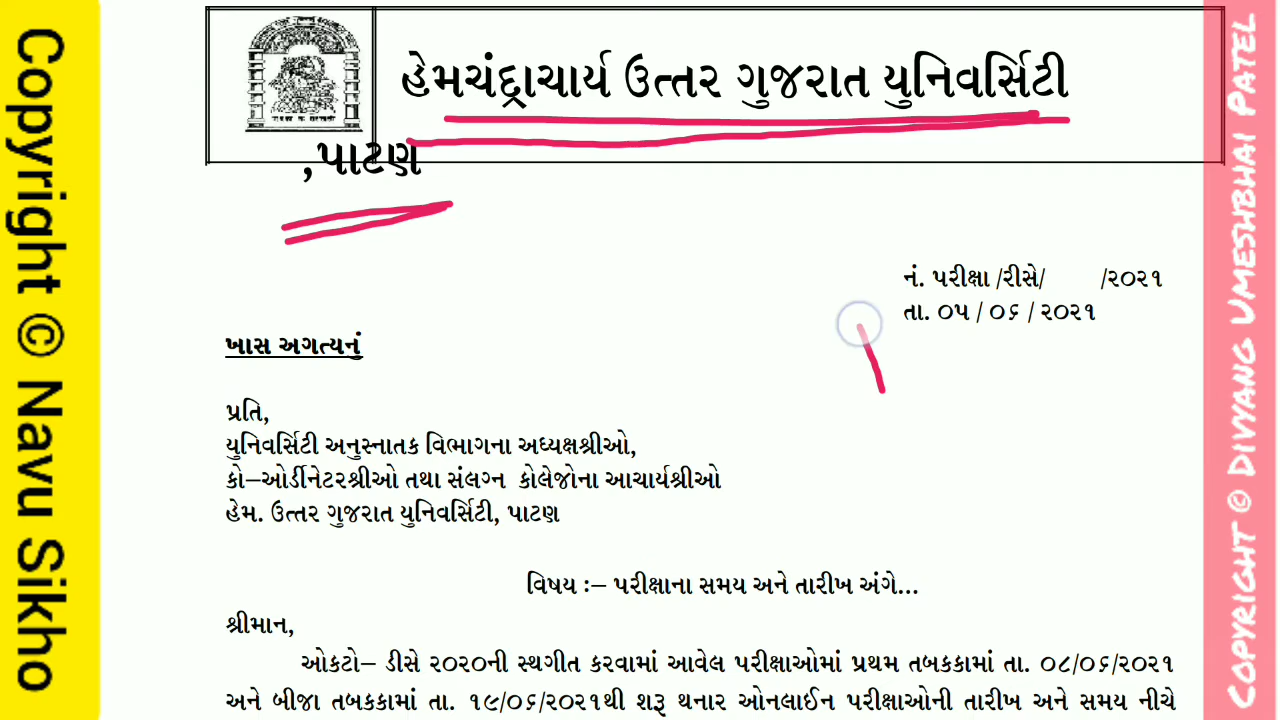 Copyright © Navu Sikho
હેમચંદ્રાચાર્ય ઉત્તર ગુજરાત યુનિવર્સિટી
,પાટણ
નં. પરીક્ષા /રીસે/ /૨૦૨૧
તા. ૦૫ / ૦૬ / ૨૦૨૧
ખાસ અગત્યનું
પ્રતિ,
યુનિવર્સિટી અનુસ્નાતક વિભાગના અધ્યક્ષશ્રીઓ,
કો–ઓર્ડીનેટરશ્રીઓ તથા સંલગ્ન કોલેજોના આચાર્યશ્રીઓ
હેમ. ઉત્તર ગુજરાત યુનિવર્સિટી, પાટણ
વિષય :– પરીક્ષાના સમય અને તારીખ અંગે...
શ્રીમાન,
ઓકટો– ડીસે ૨૦૨૦ની સ્થગીત કરવામાં આવેલ પરીક્ષાઓમાં પ્રથમ તબકકામાં તા. ૦૮/૦૬/૨૦૨૧
અને બીજા તબકકામાં તા. ૧૯/૦૬/૨૦૨૧થી શરૂ થનાર ઓનલાઈન પરીક્ષાઓની તારીખ અને સમય નીચે
COPYRIGHT © DIVYANG UMESHBHAI PATEL